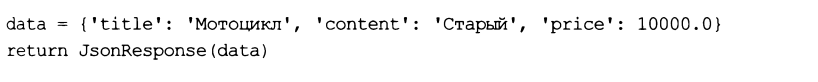 data = {'title': 'Мотоцикл', 'content': 'Старый', 'price': 10000.0}
return JsonResponse(data)